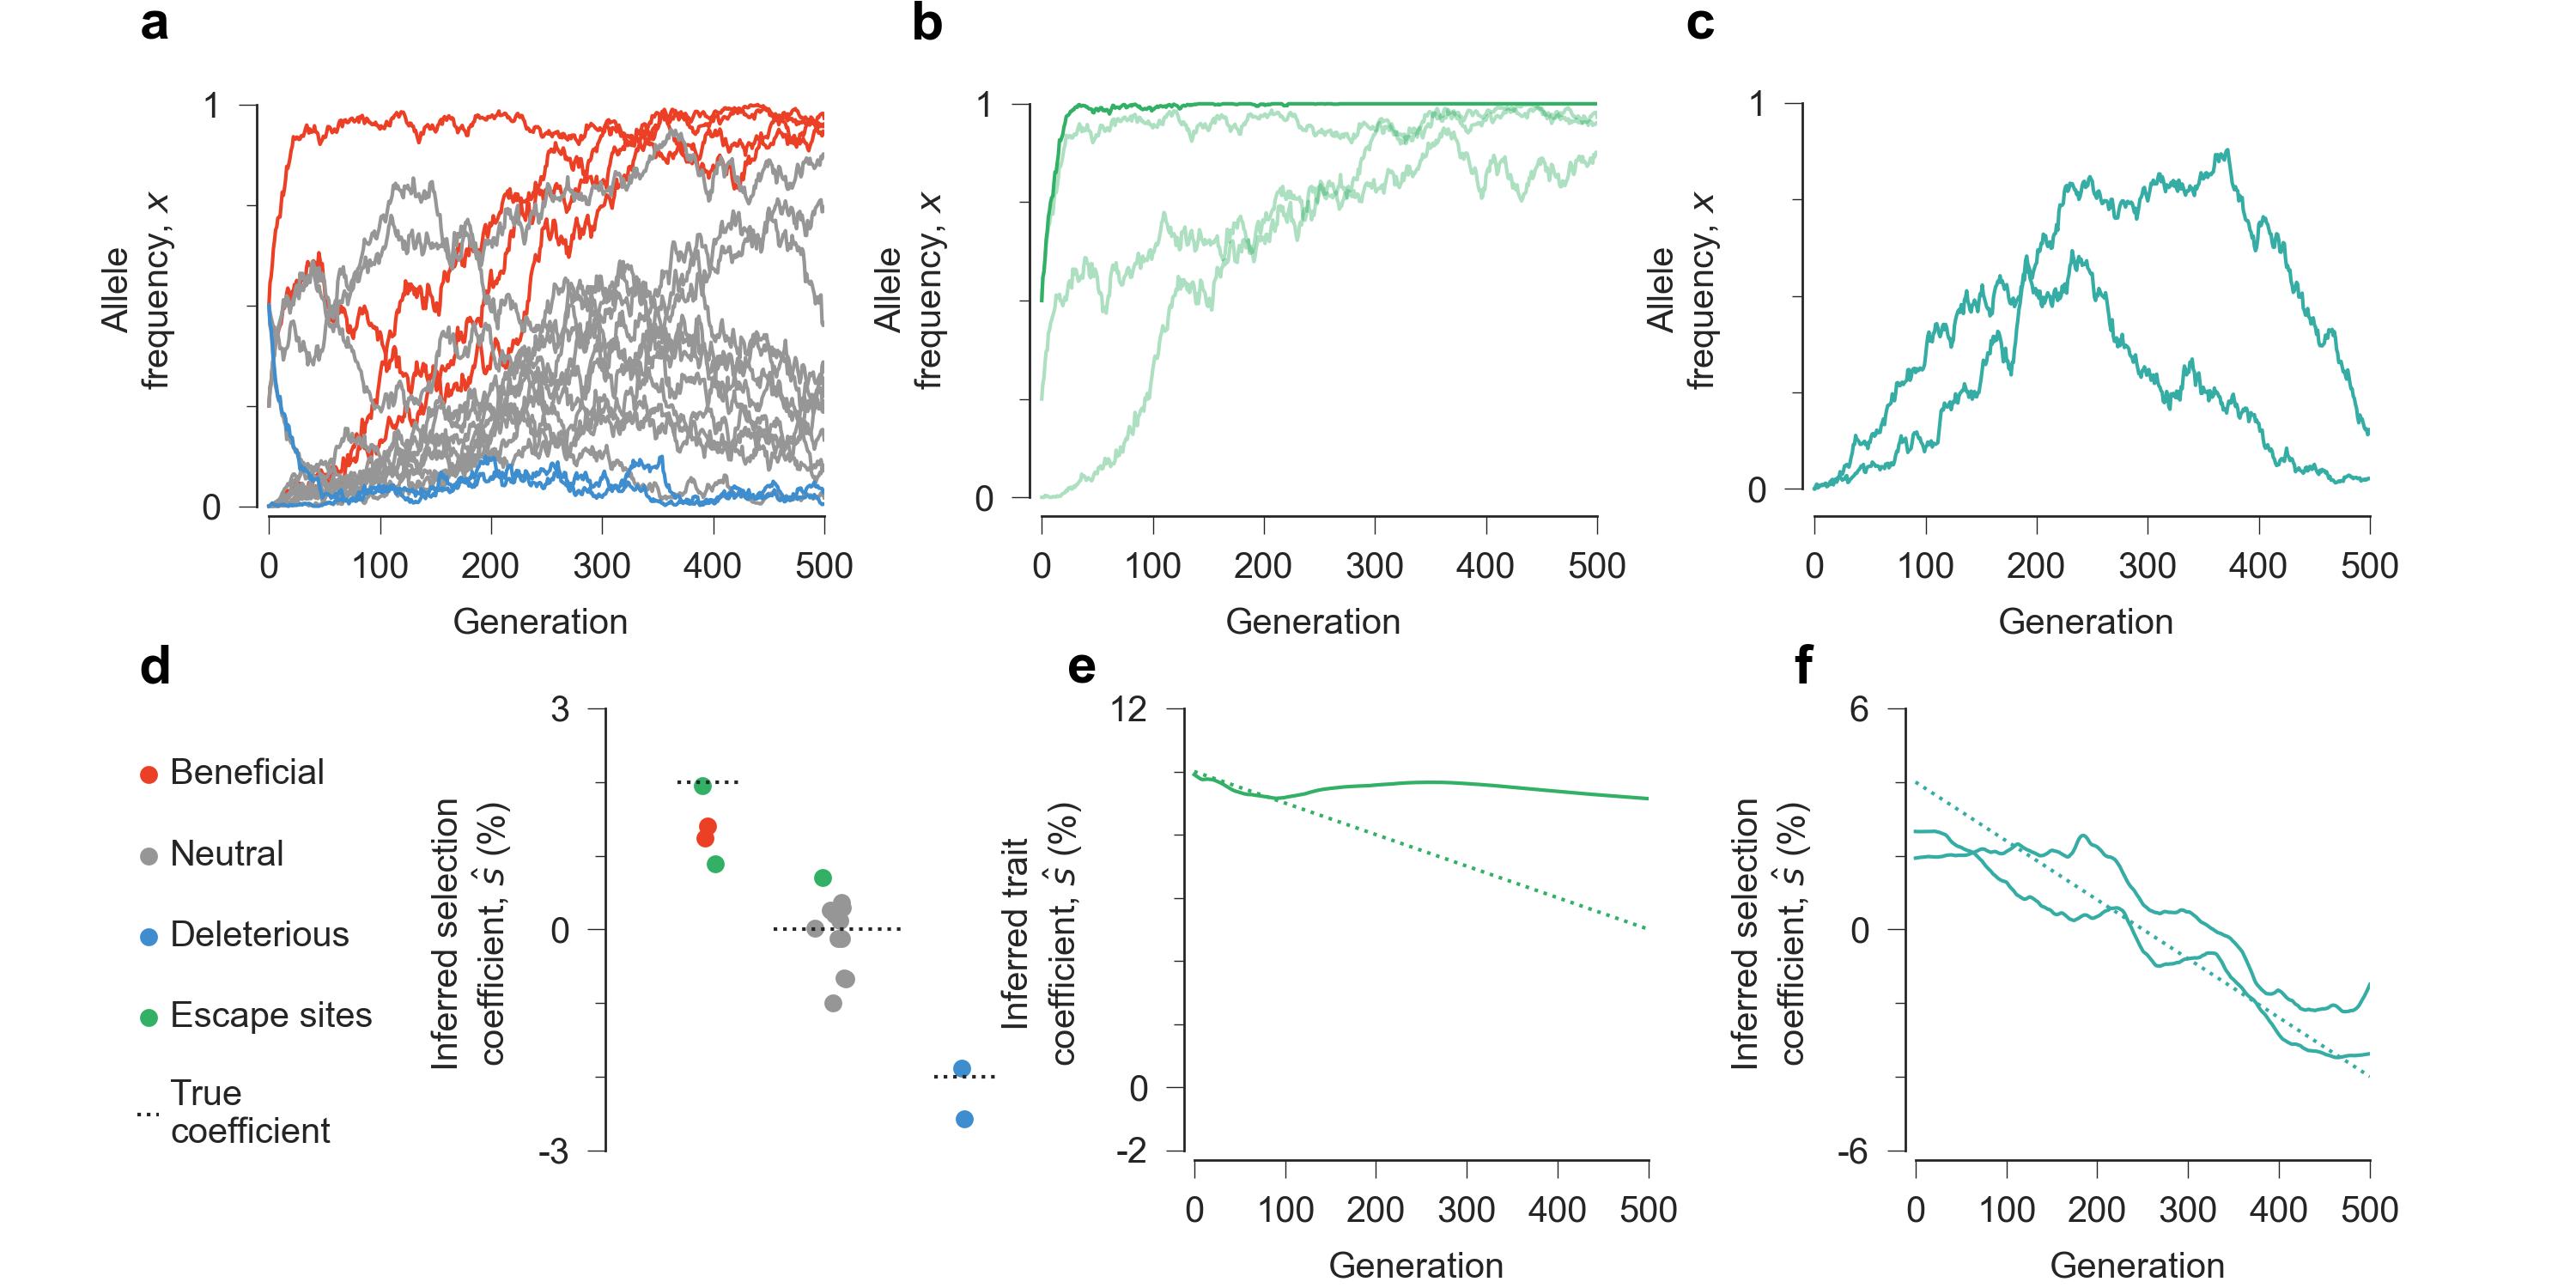 a
1
0
Allele
frequency, x
0 100 200 300 400 500
Generation
b
1
0
Allele
frequency, x
0 100 200 300 400 500
Generation
c
1
0
Allele
frequency, x
0 100 200 300 400 500
Generation
d
Beneficial
Neutral
Deleterious
Escape sites
True
coefficient
3
0
-3
Inferred selection
coefficient, ŝ (%)
e
12
0
-2
Inferred trait
coefficient, ŝ (%)
0 100 200 300 400 500
Generation
f
6
0
-6
Inferred selection
coefficient, ŝ (%)
0 100 200 300 400 500
Generation